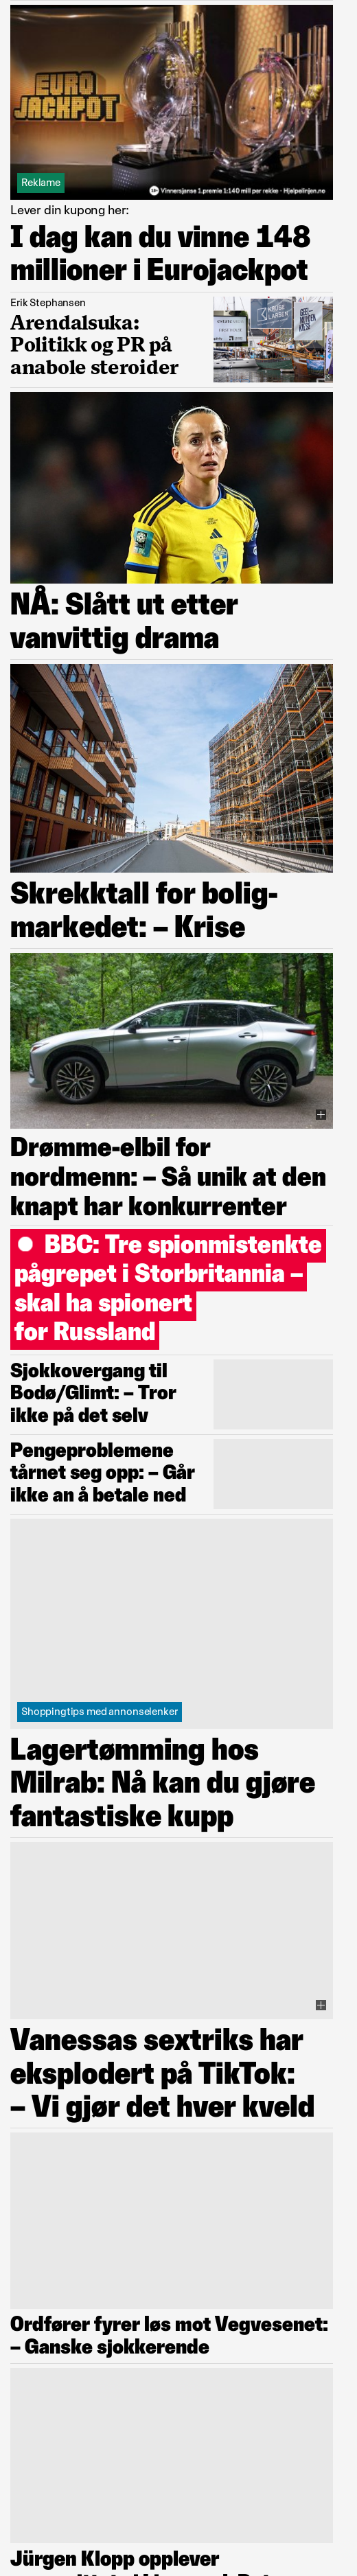 EURO
JACKPOT
Reklame
18+ Vinnersjanse 1.premie 1:140 mill per rekke - Hjelpelinjen.no
Lever din kupong her:
I dag kan du vinne 148
millioner i Eurojackpot
Erik Stephansen
Arendalsuka:
Politikk og PR på
anabole steroider
KRUSE
LARSEN
NÅ: Slått ut etter
vanvittig drama
Skrekktall for bolig-
markedet: – Krise
Drømme-elbil for
nordmenn: – Så unik at den
knapt har konkurrenter
BBC: Tre spionmistenkte
pågrepet i Storbritannia –
skal ha spionert
for Russland
Sjokkovergang til
Bodø/Glimt: – Tror
ikke på det selv
Pengeproblemene
tårnet seg opp: – Går
ikke an å betale ned
Shoppingtips med annonselenker
Lagertømming hos
Milrab: Nå kan du gjøre
fantastiske kupp
Vanessas sextriks har
eksplodert på TikTok:
– Vi gjør det hver kveld
Ordfører fyrer løs mot Vegvesenet:
– Ganske sjokkerende
Jürgen Klopp opplever